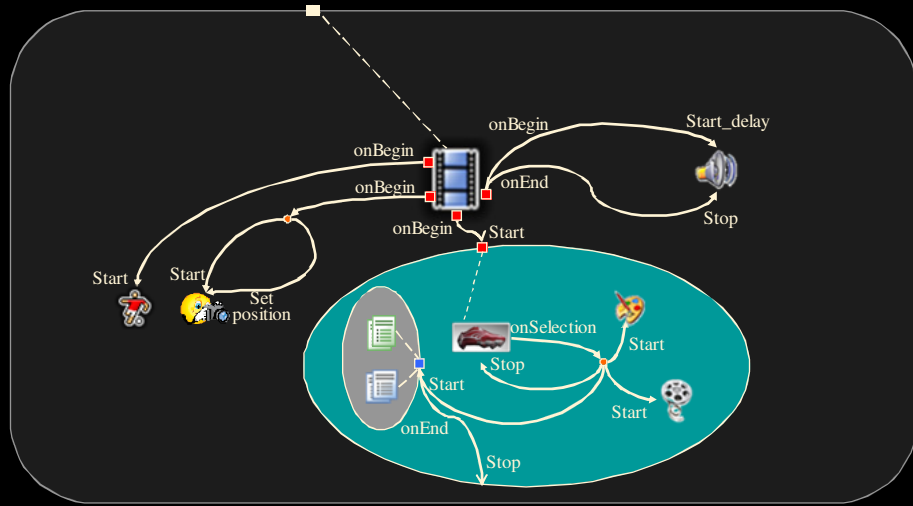 Start_delay
onBegin
onBegin
onEnd
onBegin
Stop
onBegin
Start
Start
Start
Set
position
onSelection
Start
Stop
Start
Start
onEnd
Stop